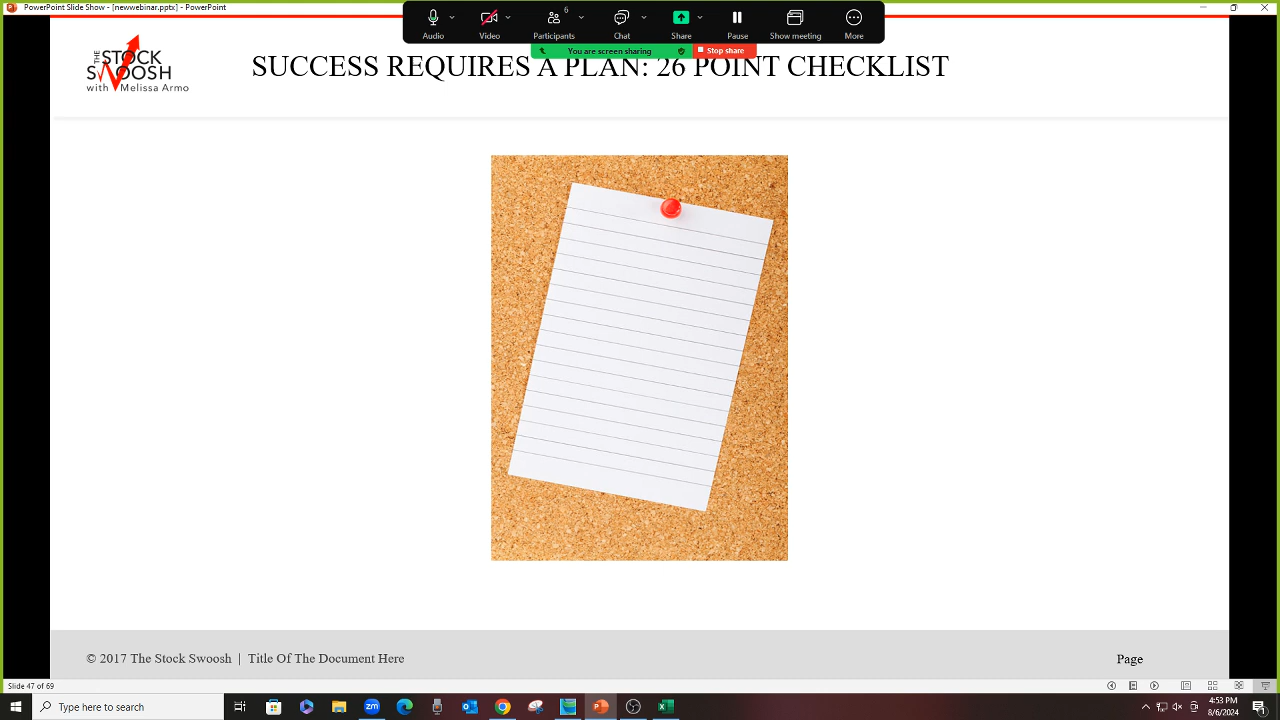 PowerPoint Slide Show - [newwebinar.pptx] - PowerPoint
6
Audio
Video
Participants
Chat
Share
Pause
Show meeting
More
You are screen sharing
Stop share
THE STOCK
SWOOSH
with Melissa Armo
SUCCESS REQUIRES A PLAN: 26 POINT CHECKLIST
© 2017 The Stock Swoosh | Title Of The Document Here
Page
Slide 47 of 69
Type here to search
4:53 PM
8/6/2024